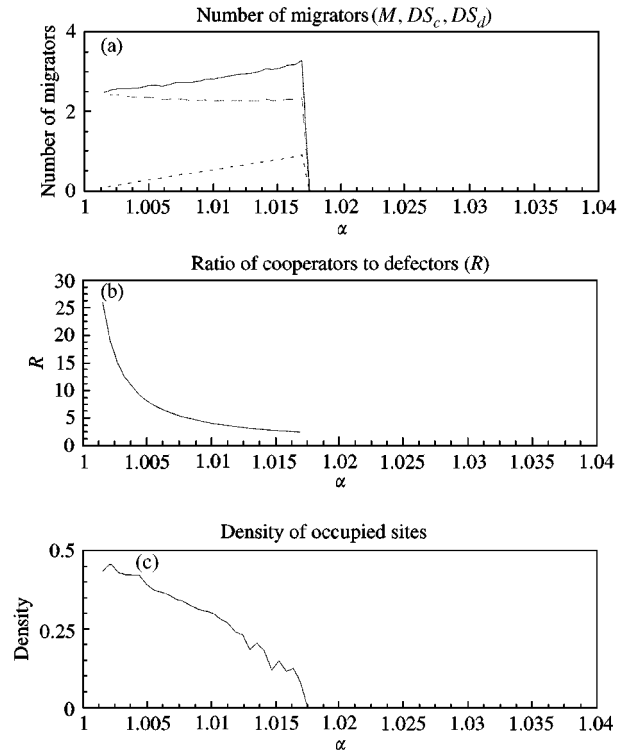 Number of migrators (M, DS_c, DS_d)
(a)
Number of migrators
4
2
0
1 1.005 1.01 1.015 1.02 1.025 1.03 1.035 1.04
α
Ratio of cooperators to defectors (R)
(b)
R
30
25
20
15
10
5
0
1 1.005 1.01 1.015 1.02 1.025 1.03 1.035 1.04
α
Density of occupied sites
(c)
Density
0.5
0.25
0
1 1.005 1.01 1.015 1.02 1.025 1.03 1.035 1.04
α